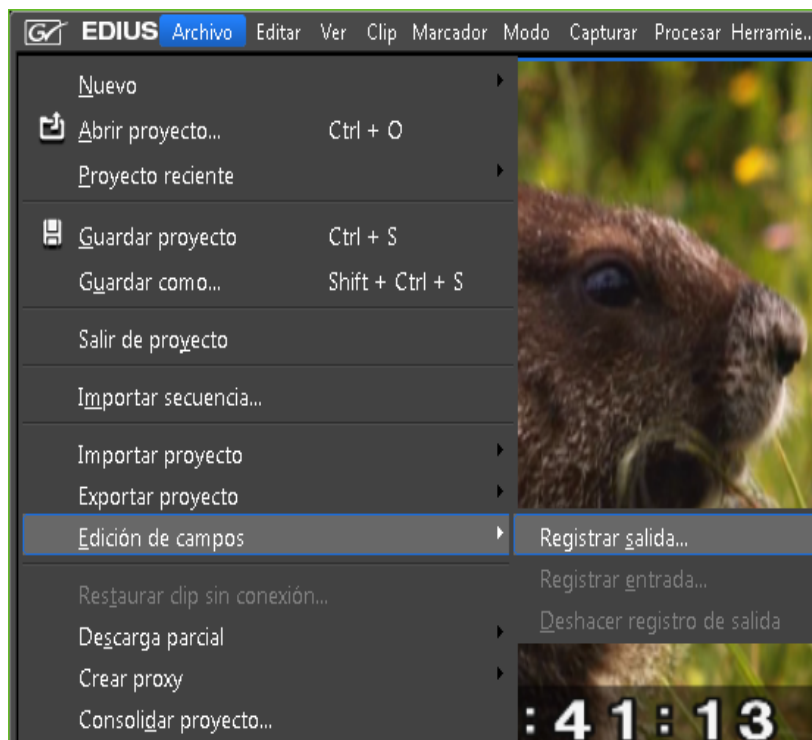 GV EDIUS Archivo Editar Ver Clip Marcador Modo Capturar Procesar Herramie...
Nuevo
Abrir proyecto... Ctrl + O
Proyecto reciente
Guardar proyecto Ctrl + S
Guardar como... Shift + Ctrl + S
Salir de proyecto
Importar secuencia...
Importar proyecto
Exportar proyecto
Edición de campos
Registrar salida...
Registrar entrada...
Deshacer registro de salida
Restaurar clip sin conexión...
Descarga parcial
Crear proxy
Consolidar proyecto...
:41:13